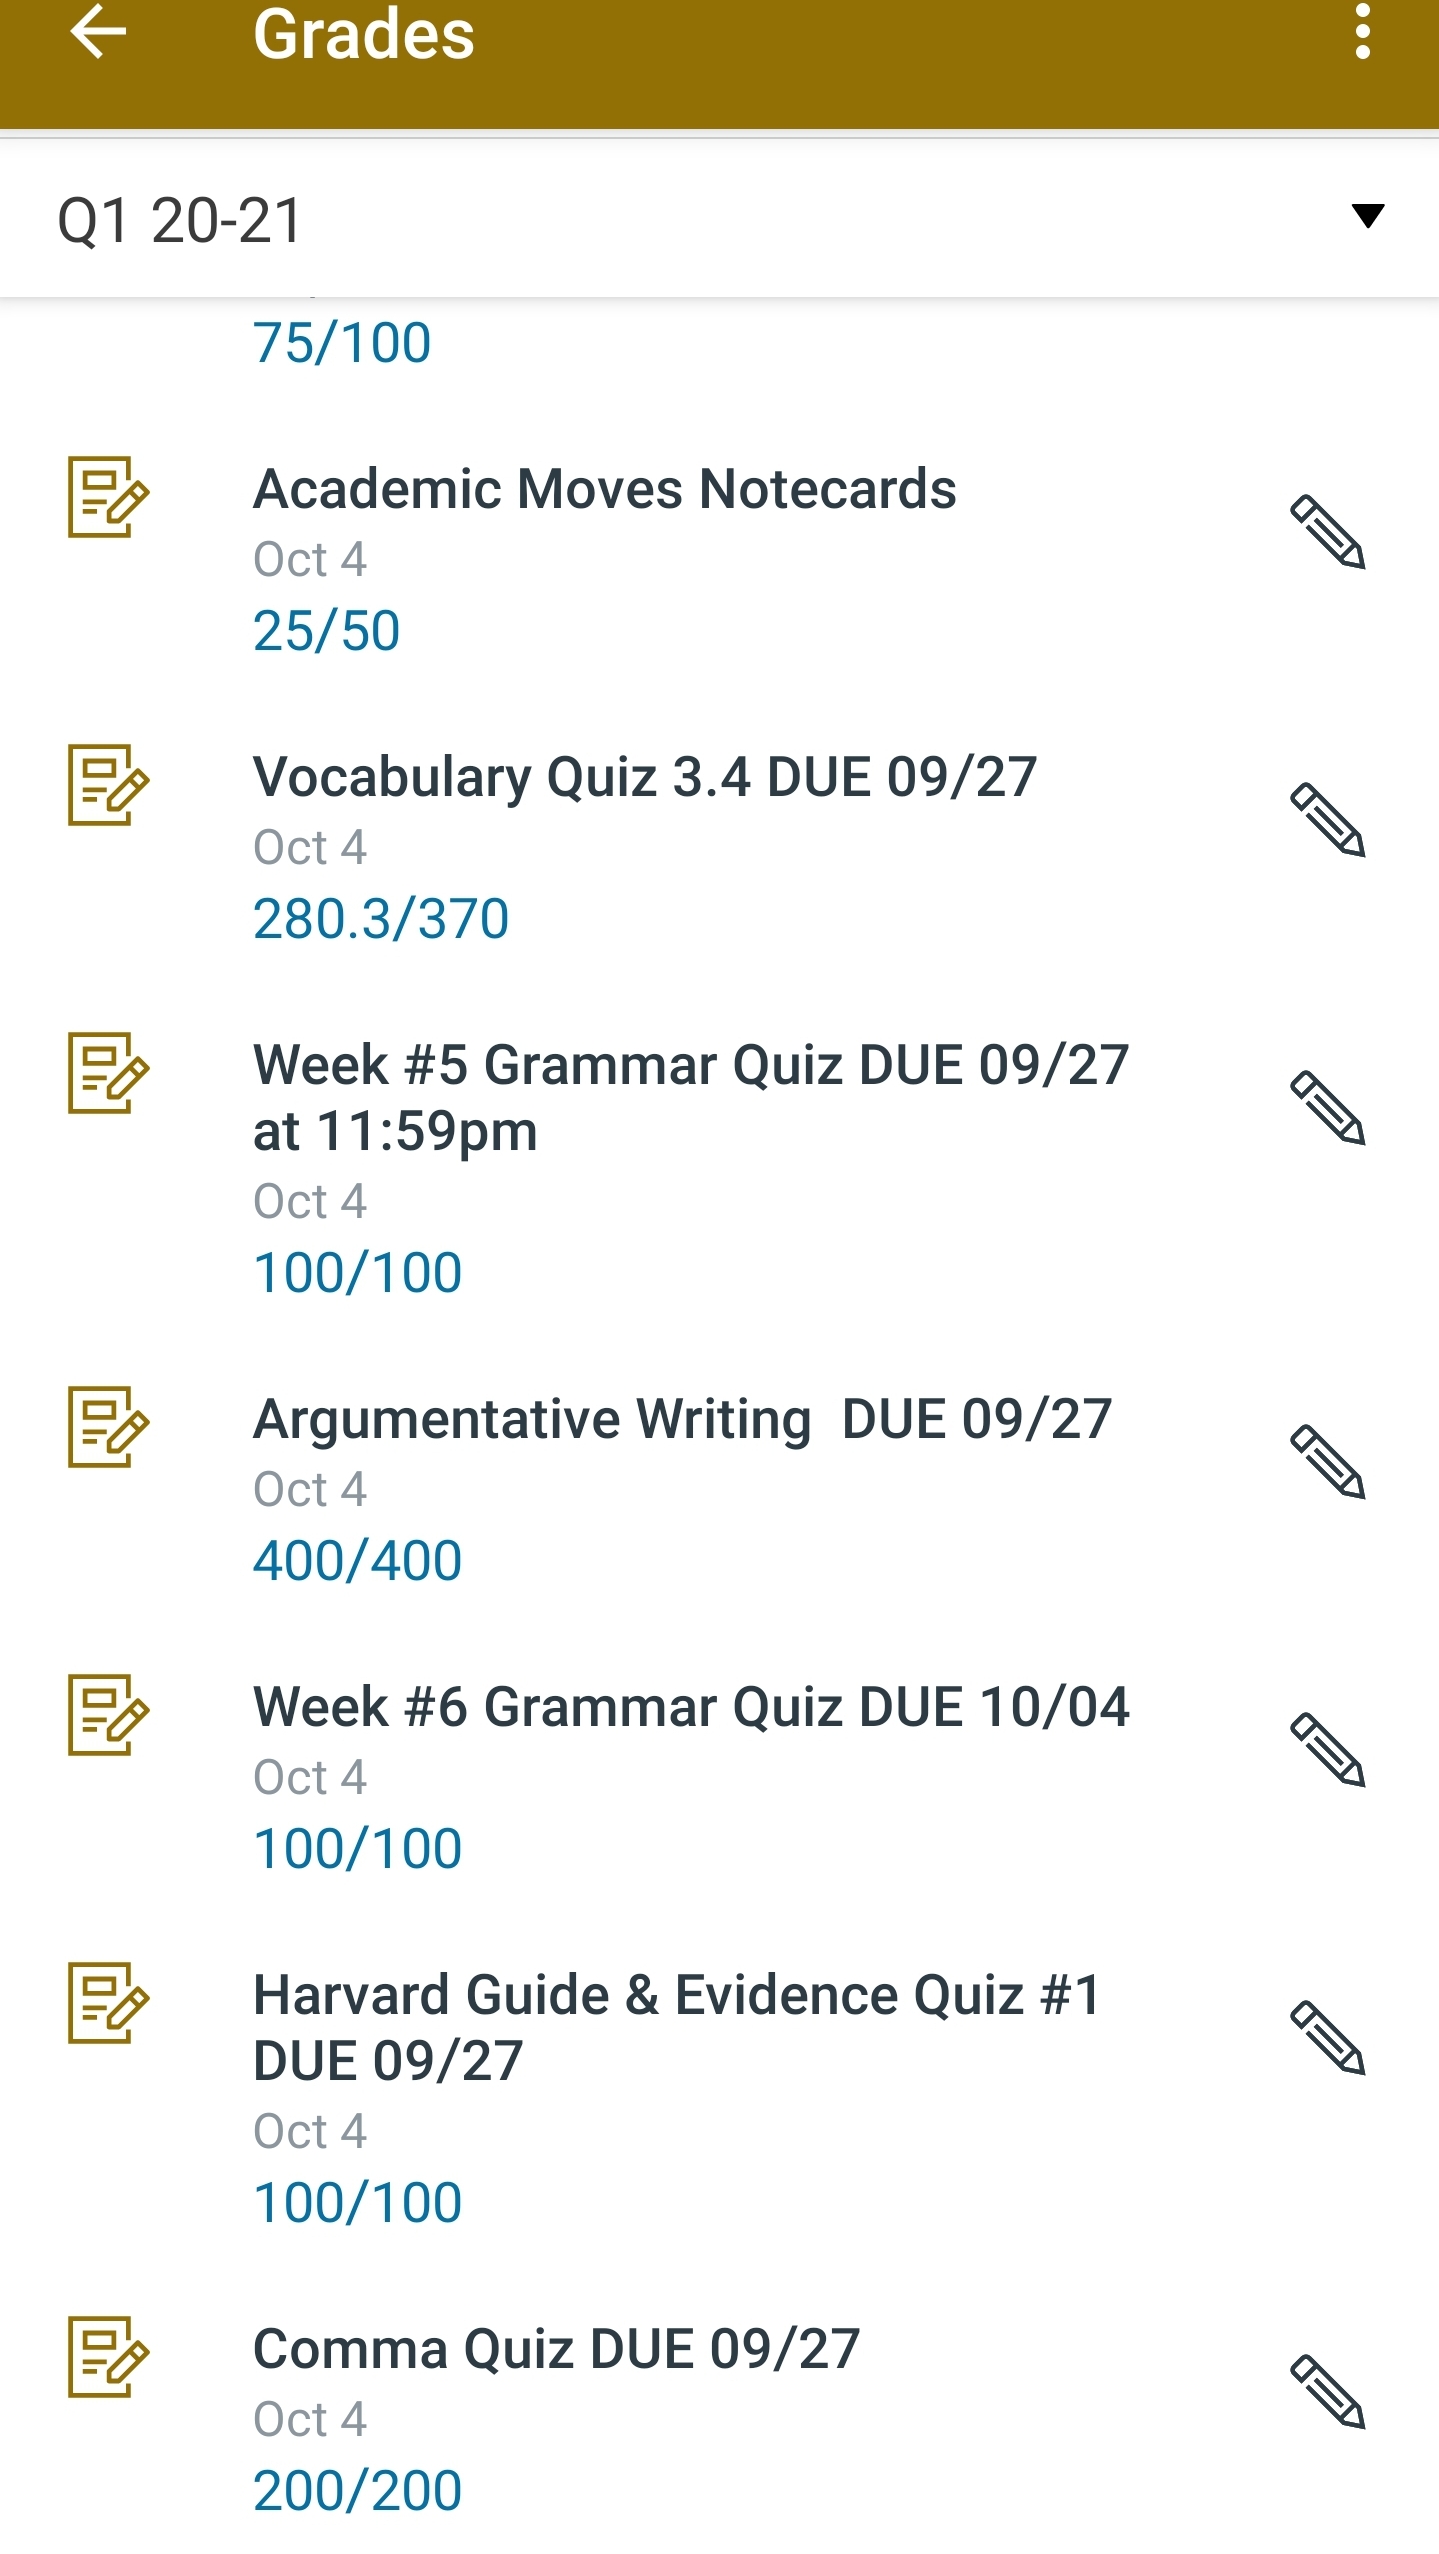 Grades
Q1 20-21
75/100
Academic Moves Notecards
Oct 4
25/50
Vocabulary Quiz 3.4 DUE 09/27
Oct 4
280.3/370
Week #5 Grammar Quiz DUE 09/27
at 11:59pm
Oct 4
100/100
Argumentative Writing  DUE 09/27
Oct 4
400/400
Week #6 Grammar Quiz DUE 10/04
Oct 4
100/100
Harvard Guide & Evidence Quiz #1
DUE 09/27
Oct 4
100/100
Comma Quiz DUE 09/27
Oct 4
200/200